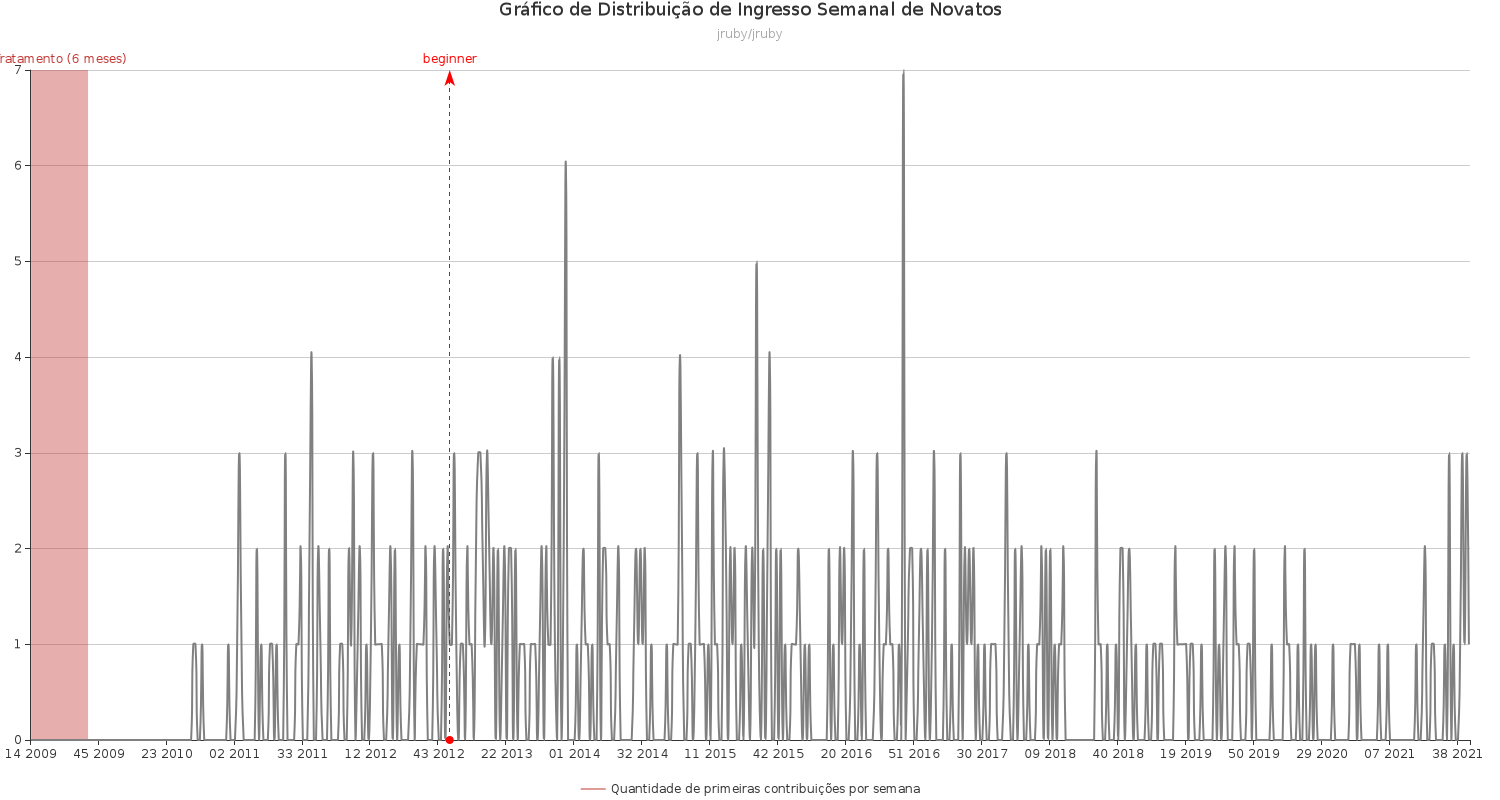 Gráfico de Distribuição de Ingresso Semanal de Novatos
jruby/jruby
ratamento (6 meses)
beginner
7
6
5
4
3
2
1
0
14 2009 45 2009 23 2010 02 2011 33 2011 12 2012 43 2012 22 2013 01 2014 32 2014 11 2015 42 2015 20 2016 51 2016 30 2017 09 2018 40 2018 19 2019 50 2019 29 2020 07 2021 38 2021
Quantidade de primeiras contribuições por semana